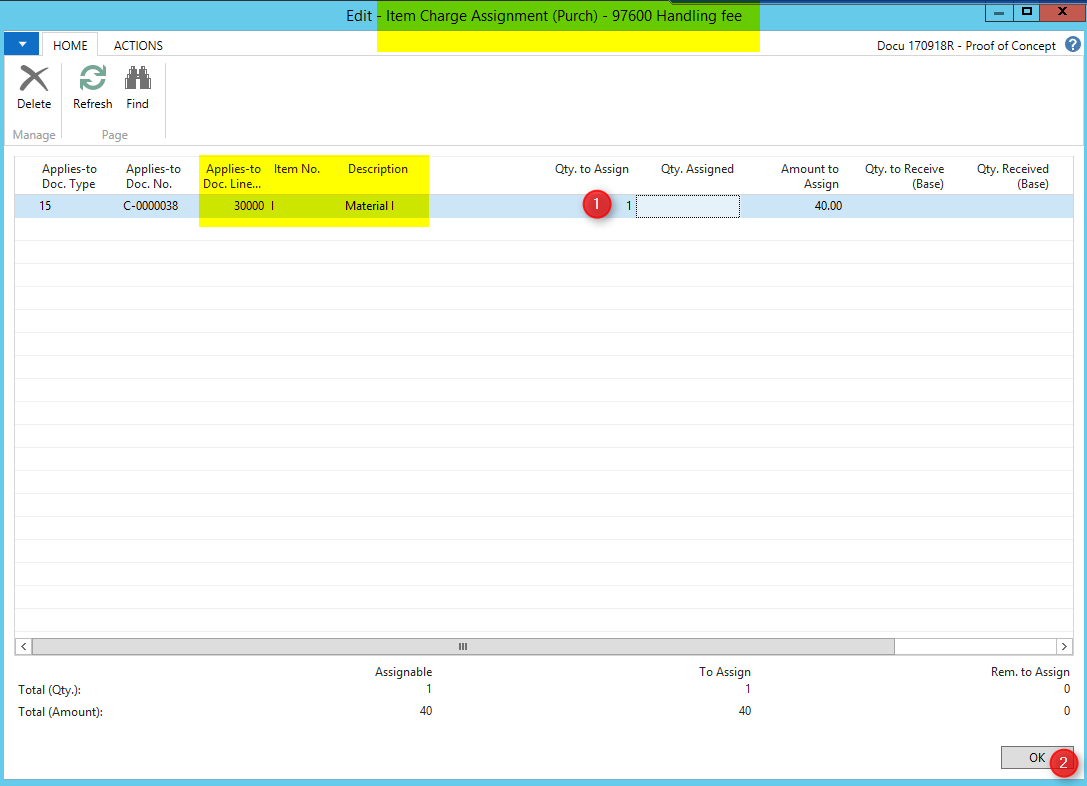 Edit - Item Charge Assignment (Purch) - 97600 Handling fee
HOME ACTIONS
Docu 170918R - Proof of Concept
Delete Refresh Find
Manage Page
Applies-to Doc. Type Applies-to Doc. No. Applies-to Doc. Line... Item No. Description Qty. to Assign Qty. Assigned Amount to Assign Qty. to Receive (Base) Qty. Received (Base)
15 C-0000038 30000 I Material I 1 1 40.00
Assignable To Assign Rem. to Assign
Total (Qty.): 1 1 0
Total (Amount): 40 40 0
OK 2